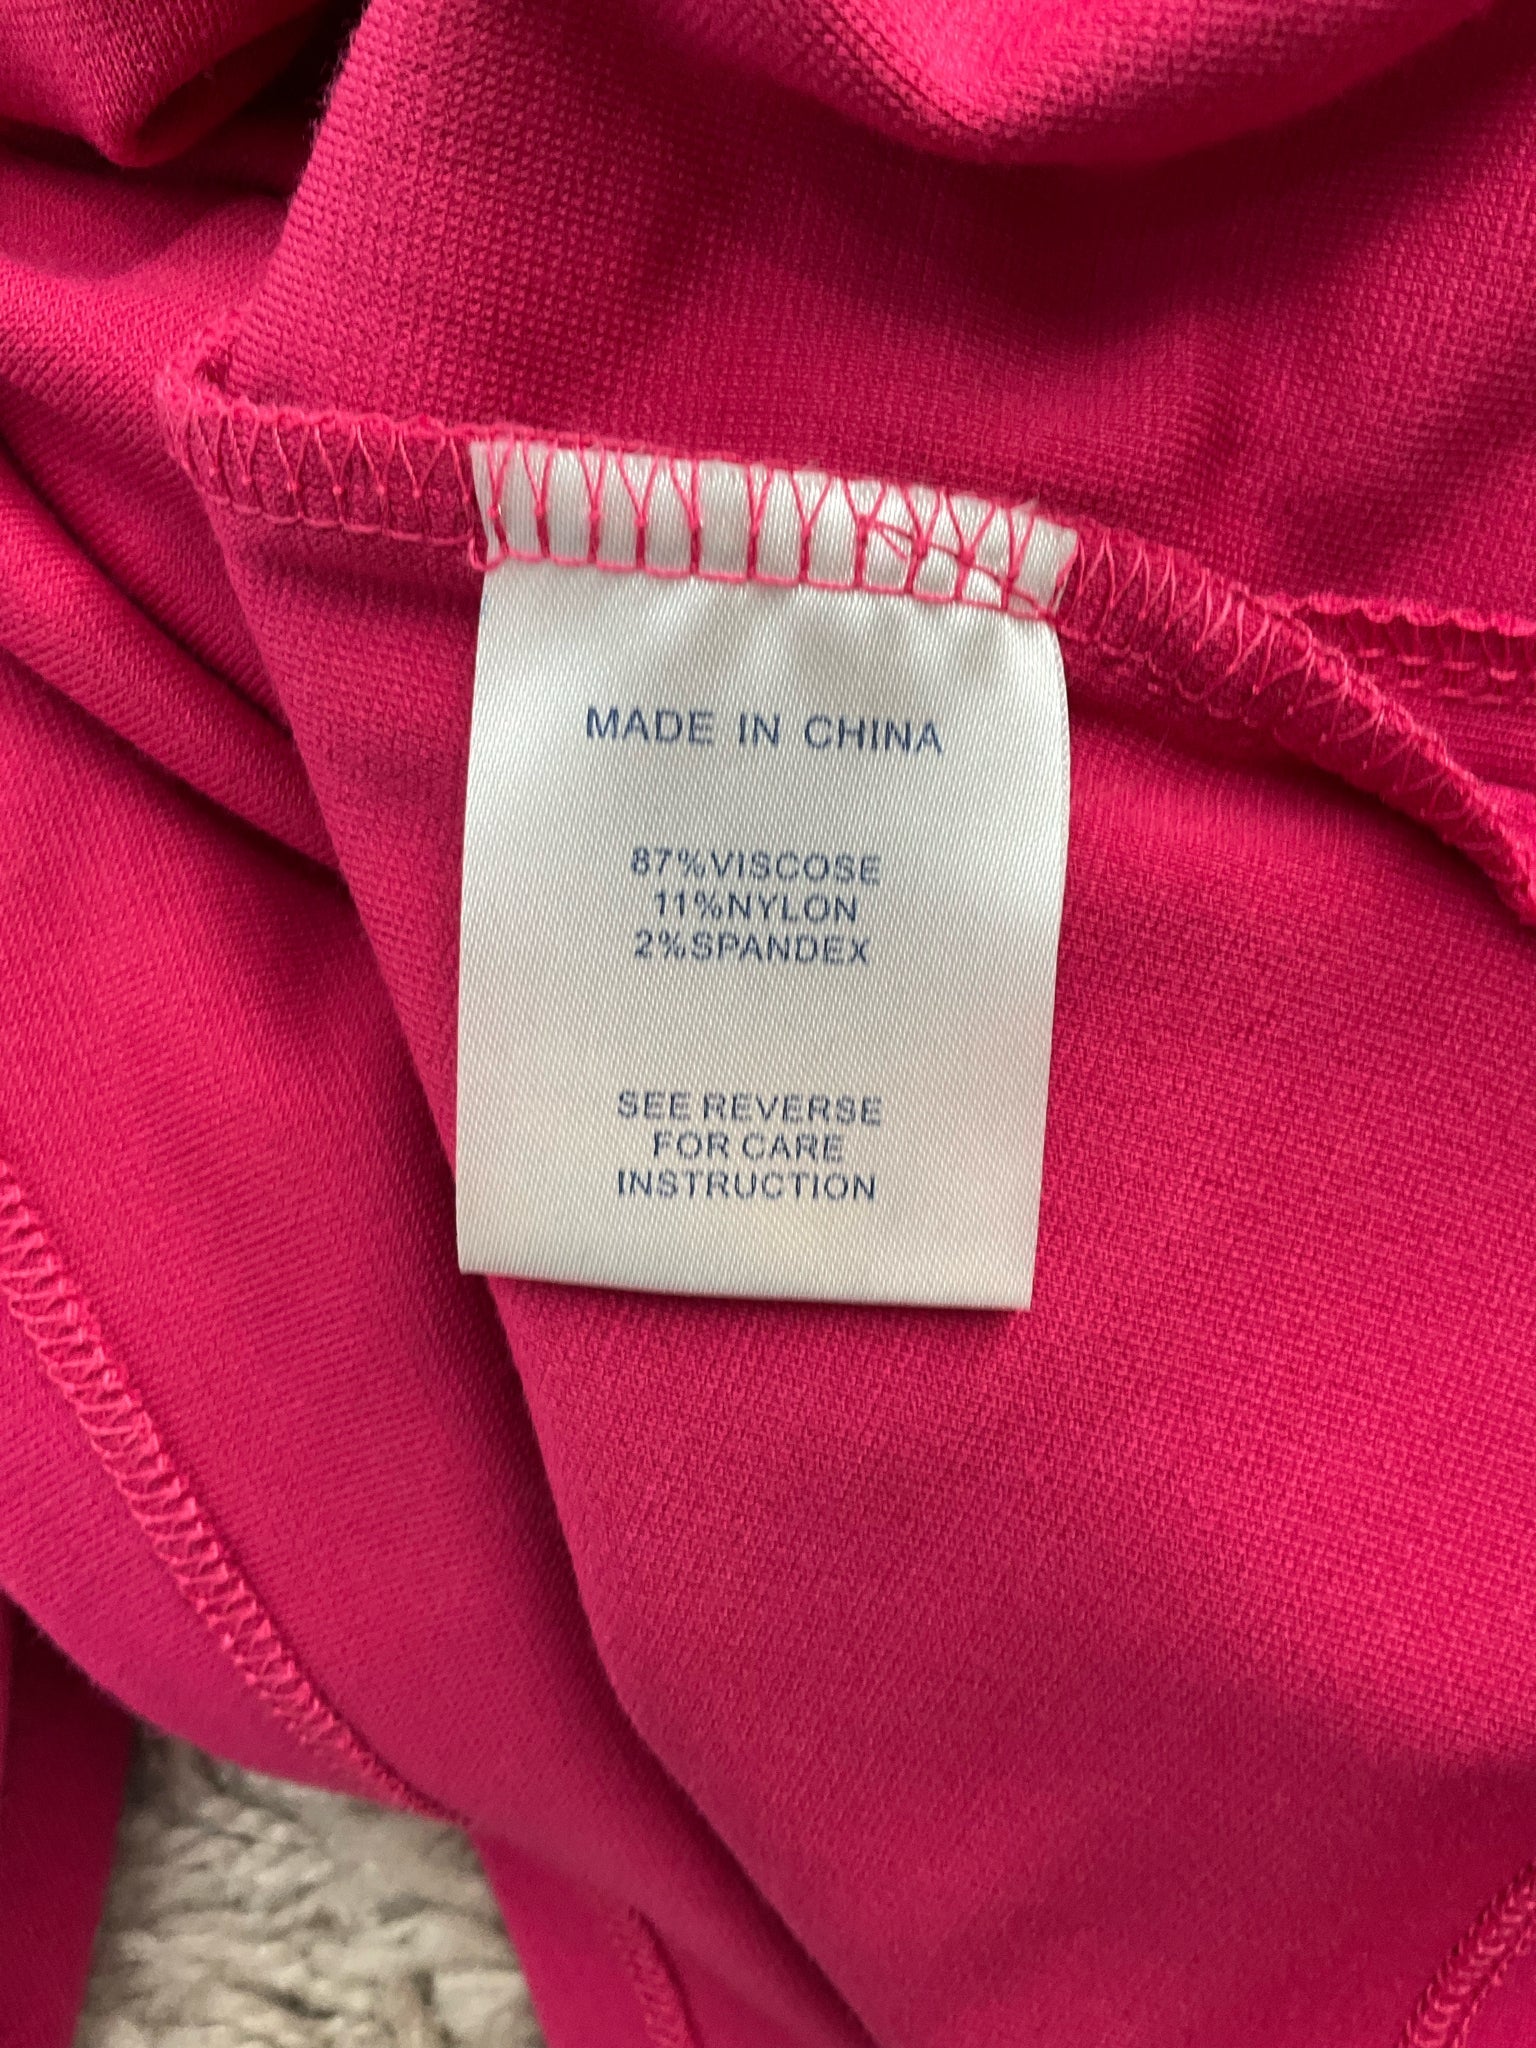 MADE IN CHINA
87%VISCOSE
11%NYLON
2%SPANDEX
SEE REVERSE
FOR CARE
INSTRUCTION